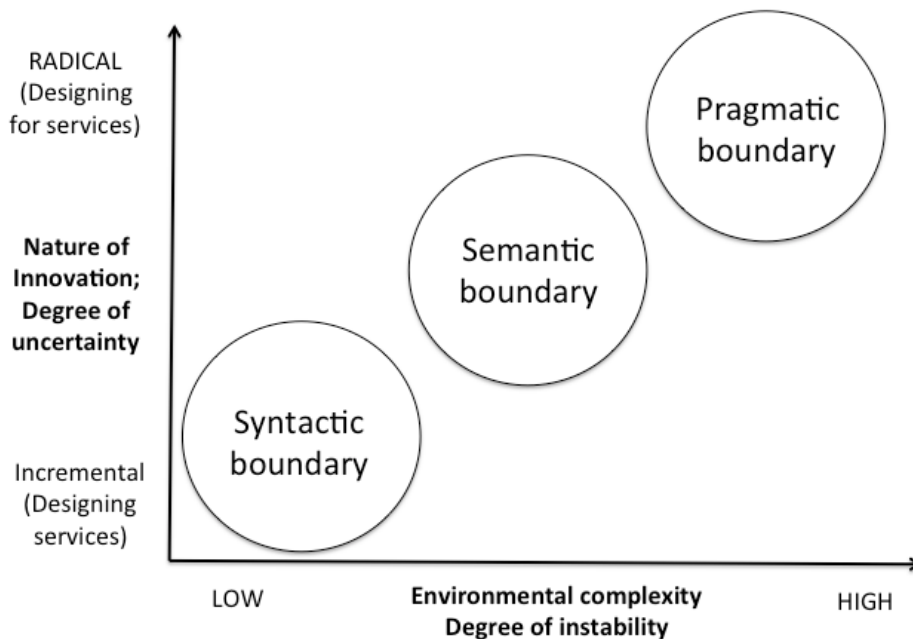 RADICAL
(Designing
for services)
Pragmatic
boundary
Nature of
Innovation;
Degree of
uncertainty
Semantic
boundary
Syntactic
boundary
Incremental
(Designing
services)
LOW
Environmental complexity
Degree of instability
HIGH